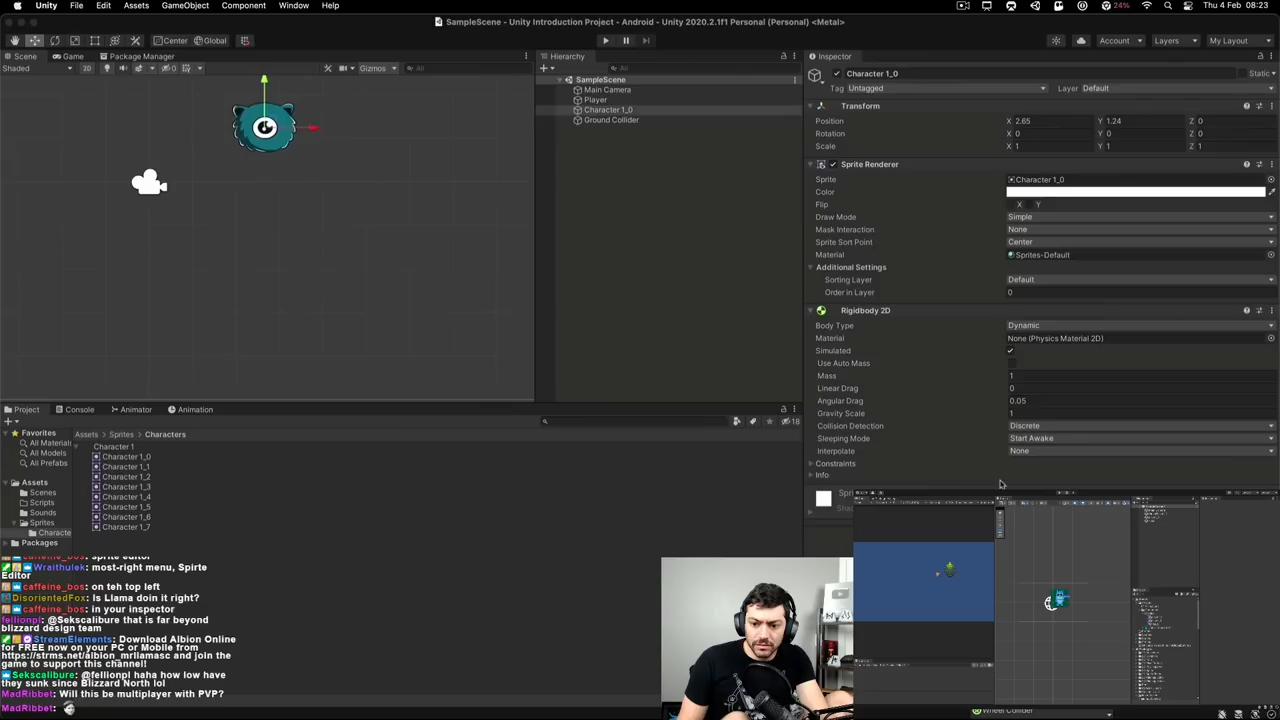 Unity File Edit Assets GameObject Component Window Help
24% Thu 4 Feb 08:23
SampleScene - Unity Introduction Project - Android - Unity 2020.2.1f1 Personal (Personal) <Metal>
Center Global Account Layers My Layout
Scene Game Package Manager
Shaded 2D 0 Gizmos All
Hierarchy
All
SampleScene
Main Camera
Player
Character 1_0
Ground Collider
Inspector
Character 1_0 Static
Tag Untagged Layer Default
Transform
Position X 2.65 Y 1.24 Z 0
Rotation X 0 Y 0 Z 0
Scale X 1 Y 1 Z 1
Sprite Renderer
Sprite Character 1_0
Color
Flip X Y
Draw Mode Simple
Mask Interaction None
Sprite Sort Point Center
Material Sprites-Default
Additional Settings
Sorting Layer Default
Order in Layer 0
Rigidbody 2D
Body Type Dynamic
Material None (Physics Material 2D)
Simulated
Use Auto Mass
Mass 1
Linear Drag 0
Angular Drag 0.05
Gravity Scale 1
Collision Detection Discrete
Sleeping Mode Start Awake
Interpolate None
Constraints
Info
Project Console Animator Animation
18
Favorites
All Material
All Models
All Prefabs
Assets
Scenes
Scripts
Sounds
Sprites
Characte
Packages
Assets Sprites Characters
Character 1
Character 1_0
Character 1_1
Character 1_2
Character 1_3
Character 1_4
Character 1_5
Character 1_6
Character 1_7
caffeine_bos: sprite editor
Wraithulek: most-right menu, Spirte
Editor
caffeine_bos: on teh top left
DisorientedFox: is Llama doin it right?
caffeine_bos: in your inspector
fellionpl: @Sekscalibure that is far beyond
blizzard design team
StreamElements: Download Albion Online
for FREE now on your PC or Mobile from
https://strms.net/albion_mrllamasc and join the
game to support this channel!
Sekscalibure: @fellionpl haha how low have
they sunk since Blizzard North lol
MadRibbet: Will this be multiplayer with PVP?
MadRibbet:
Wheel Collider